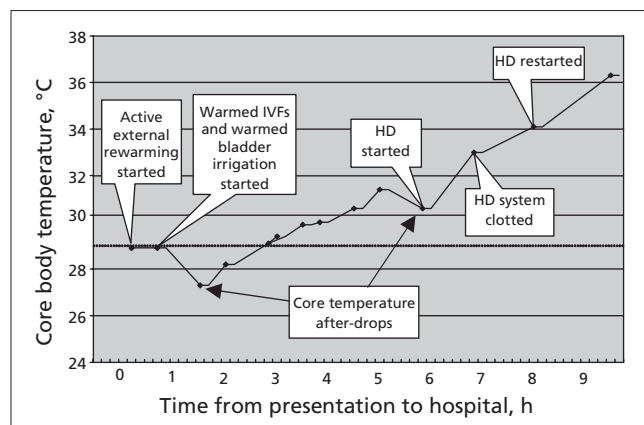 38
36
34
32
30
28
26
24
Core body temperature, °C
Active
external
rewarming
started
Warmed IVFs
and warmed
bladder
irrigation
started
HD
started
HD restarted
HD system
clotted
Core temperature
after-drops
0 1 2 3 4 5 6 7 8 9
Time from presentation to hospital, h